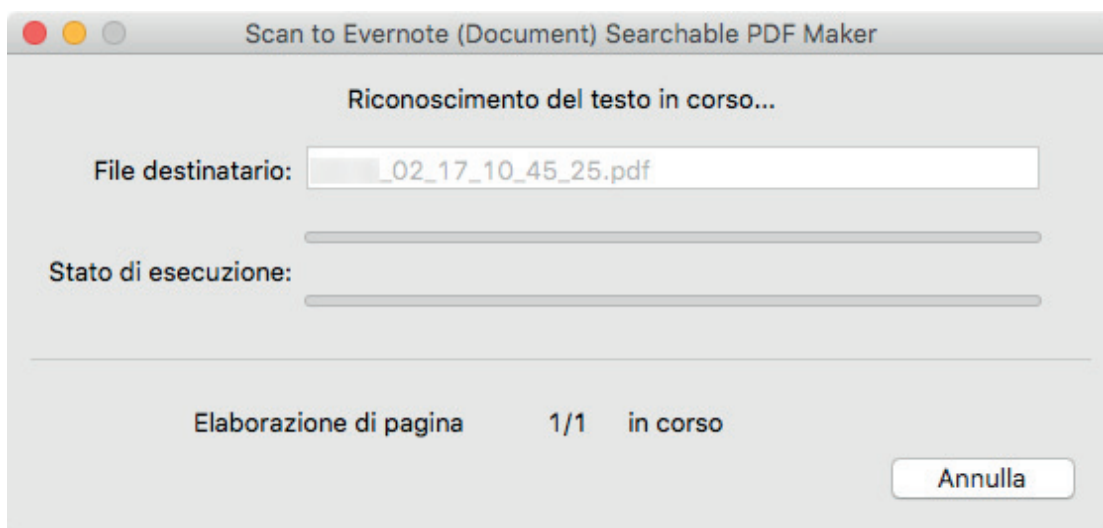 Scan to Evernote (Document) Searchable PDF Maker
Riconoscimento del testo in corso...
File destinatario: _02_17_10_45_25.pdf
Stato di esecuzione:
Elaborazione di pagina 1/1 in corso
Annulla